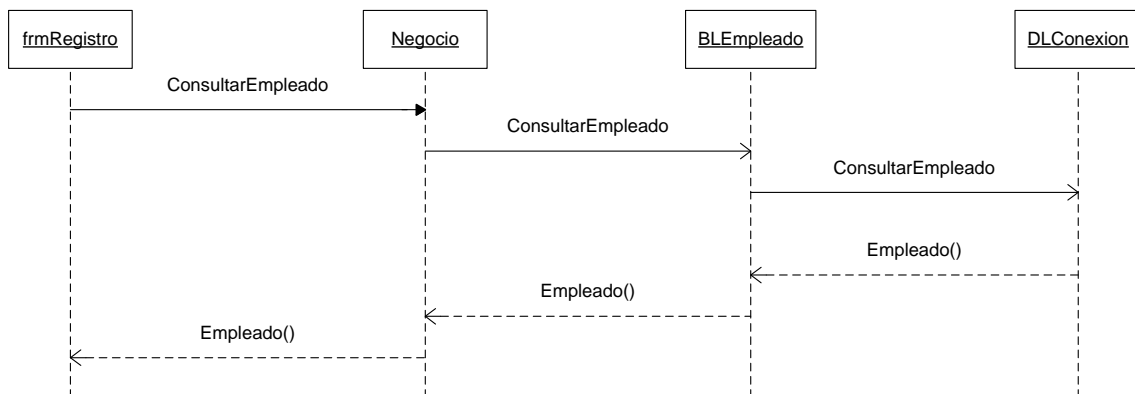 frmRegistro
Negocio
BLEmpleado
DLConexion
ConsultarEmpleado
ConsultarEmpleado
ConsultarEmpleado
Empleado()
Empleado()
Empleado()